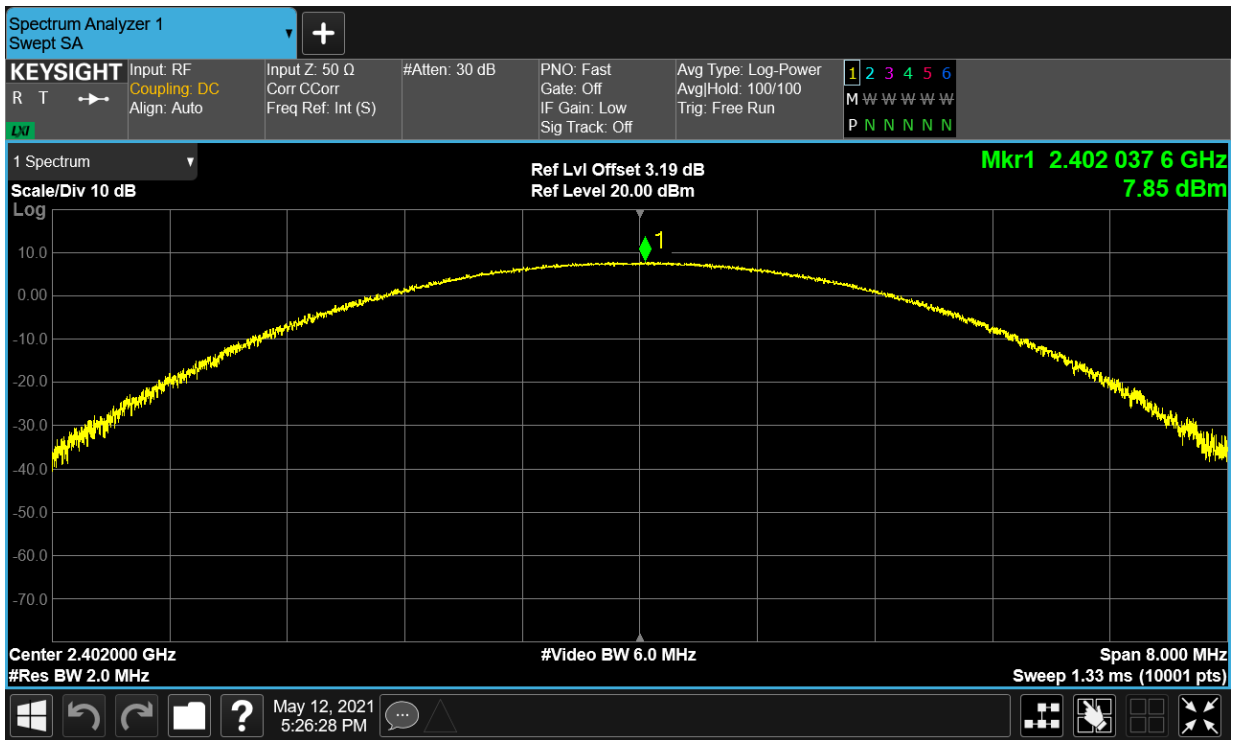 Spectrum Analyzer 1
Swept SA
KEYSIGHT
R T
LXI
Input: RF
Coupling: DC
Align: Auto
Input Z: 50 Ω
Corr CCorr
Freq Ref: Int (S)
#Atten: 30 dB
PNO: Fast
Gate: Off
IF Gain: Low
Sig Track: Off
Avg Type: Log-Power
Avg|Hold: 100/100
Trig: Free Run
1 2 3 4 5 6
M W W W W W
P N N N N N
1 Spectrum
Scale/Div 10 dB
Ref Lvl Offset 3.19 dB
Ref Level 20.00 dBm
Mkr1 2.402 037 6 GHz
7.85 dBm
Log
1
10.0
0.00
-10.0
-20.0
-30.0
-40.0
-50.0
-60.0
-70.0
Center 2.402000 GHz
#Res BW 2.0 MHz
#Video BW 6.0 MHz
Span 8.000 MHz
Sweep 1.33 ms (10001 pts)
?
May 12, 2021
5:26:28 PM